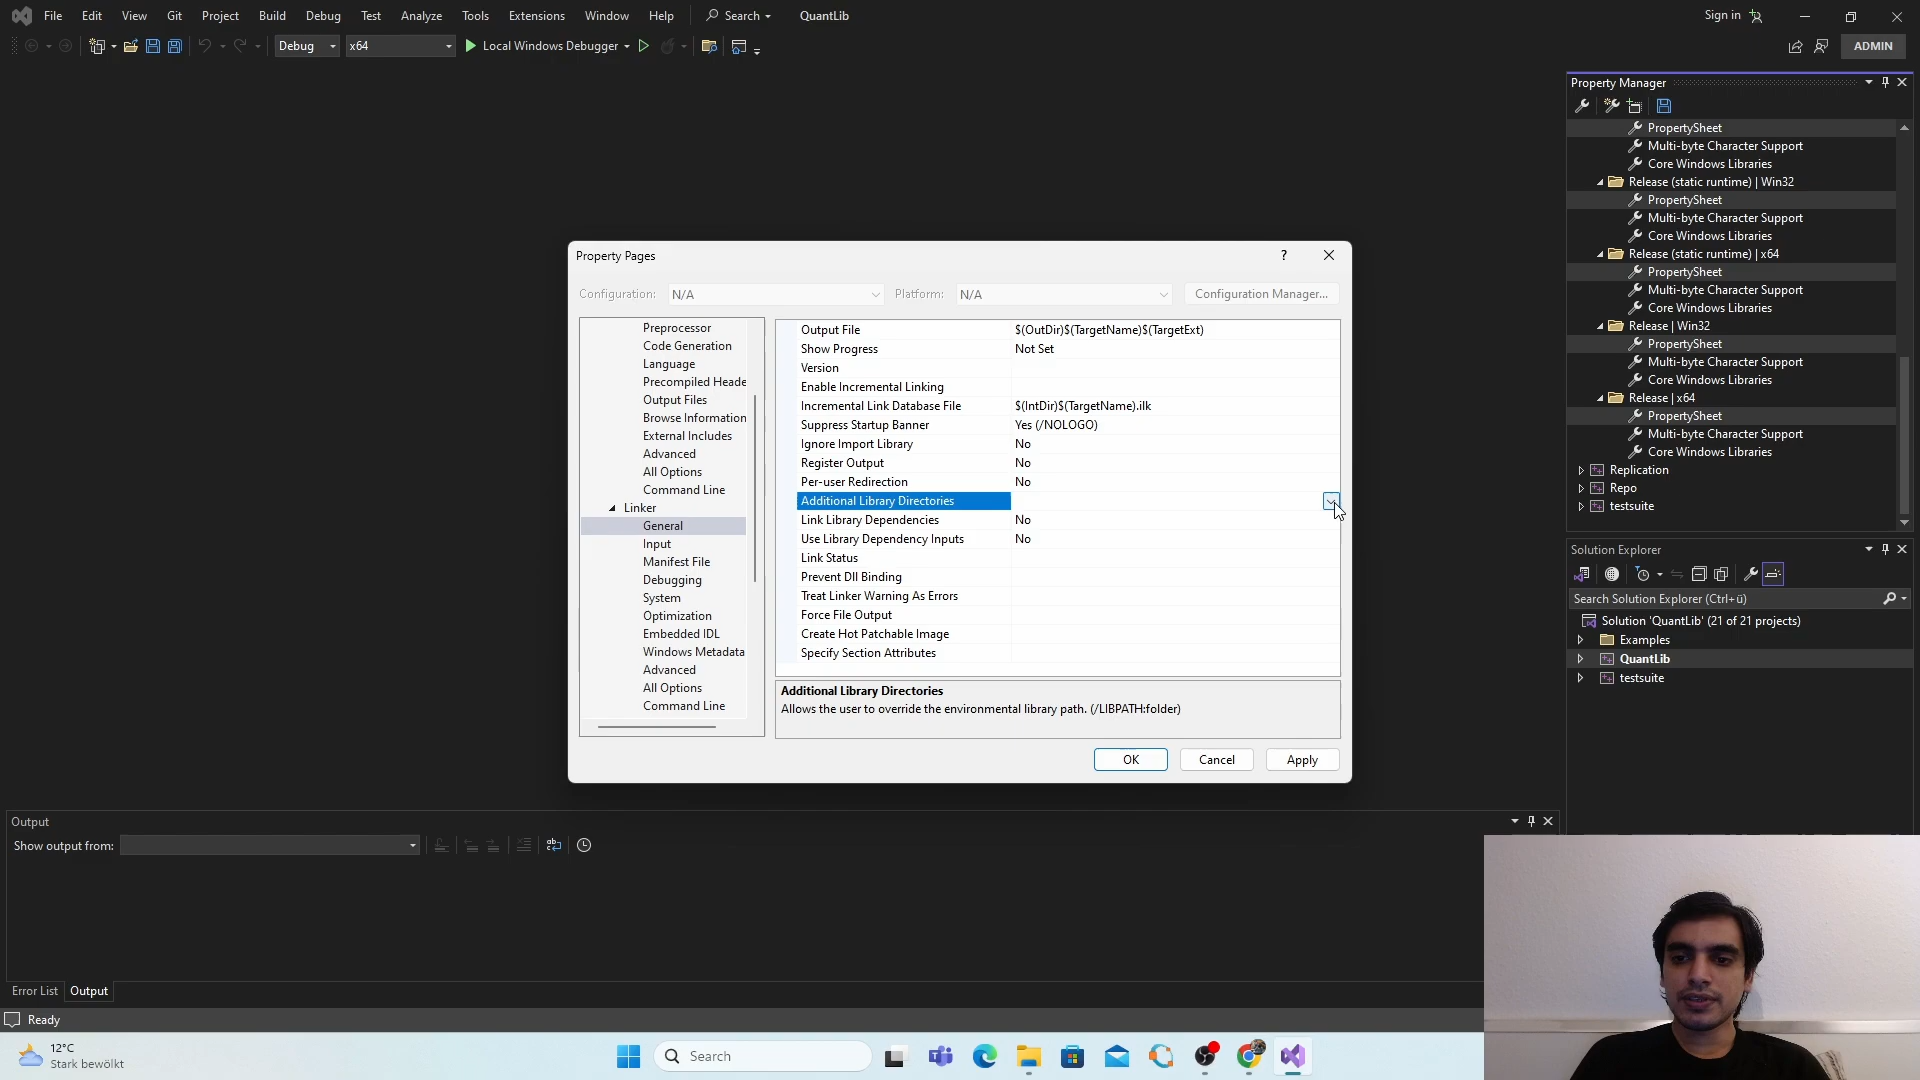 File Edit View Git Project Build Debug Test Analyze Tools Extensions Window Help Search QuantLib Sign in
Debug x64 Local Windows Debugger ADMIN
Property Manager
PropertySheet
Multi-byte Character Support
Core Windows Libraries
Release (static runtime) | Win32
PropertySheet
Multi-byte Character Support
Core Windows Libraries
Release (static runtime) | x64
PropertySheet
Multi-byte Character Support
Core Windows Libraries
Release | Win32
PropertySheet
Multi-byte Character Support
Core Windows Libraries
Release | x64
PropertySheet
Multi-byte Character Support
Core Windows Libraries
Replication
Repo
testsuite
Property Pages ?
Configuration: N/A Platform: N/A Configuration Manager...
Preprocessor
Code Generation
Language
Precompiled Heade
Output Files
Browse Information
External Includes
Advanced
All Options
Command Line
Linker
General
Input
Manifest File
Debugging
System
Optimization
Embedded IDL
Windows Metadata
Advanced
All Options
Command Line
Output File $(OutDir)$(TargetName)$(TargetExt)
Show Progress Not Set
Version
Enable Incremental Linking
Incremental Link Database File $(IntDir)$(TargetName).ilk
Suppress Startup Banner Yes (/NOLOGO)
Ignore Import Library No
Register Output No
Per-user Redirection No
Additional Library Directories
Link Library Dependencies No
Use Library Dependency Inputs No
Link Status
Prevent Dll Binding
Treat Linker Warning As Errors
Force File Output
Create Hot Patchable Image
Specify Section Attributes
Additional Library Directories
Allows the user to override the environmental library path. (/LIBPATH:folder)
OK Cancel Apply
Solution Explorer
Search Solution Explorer (Ctrl+ü)
Solution 'QuantLib' (21 of 21 projects)
Examples
QuantLib
testsuite
Output
Show output from:
Error List Output
Ready
12°C
Stark bewölkt
Search